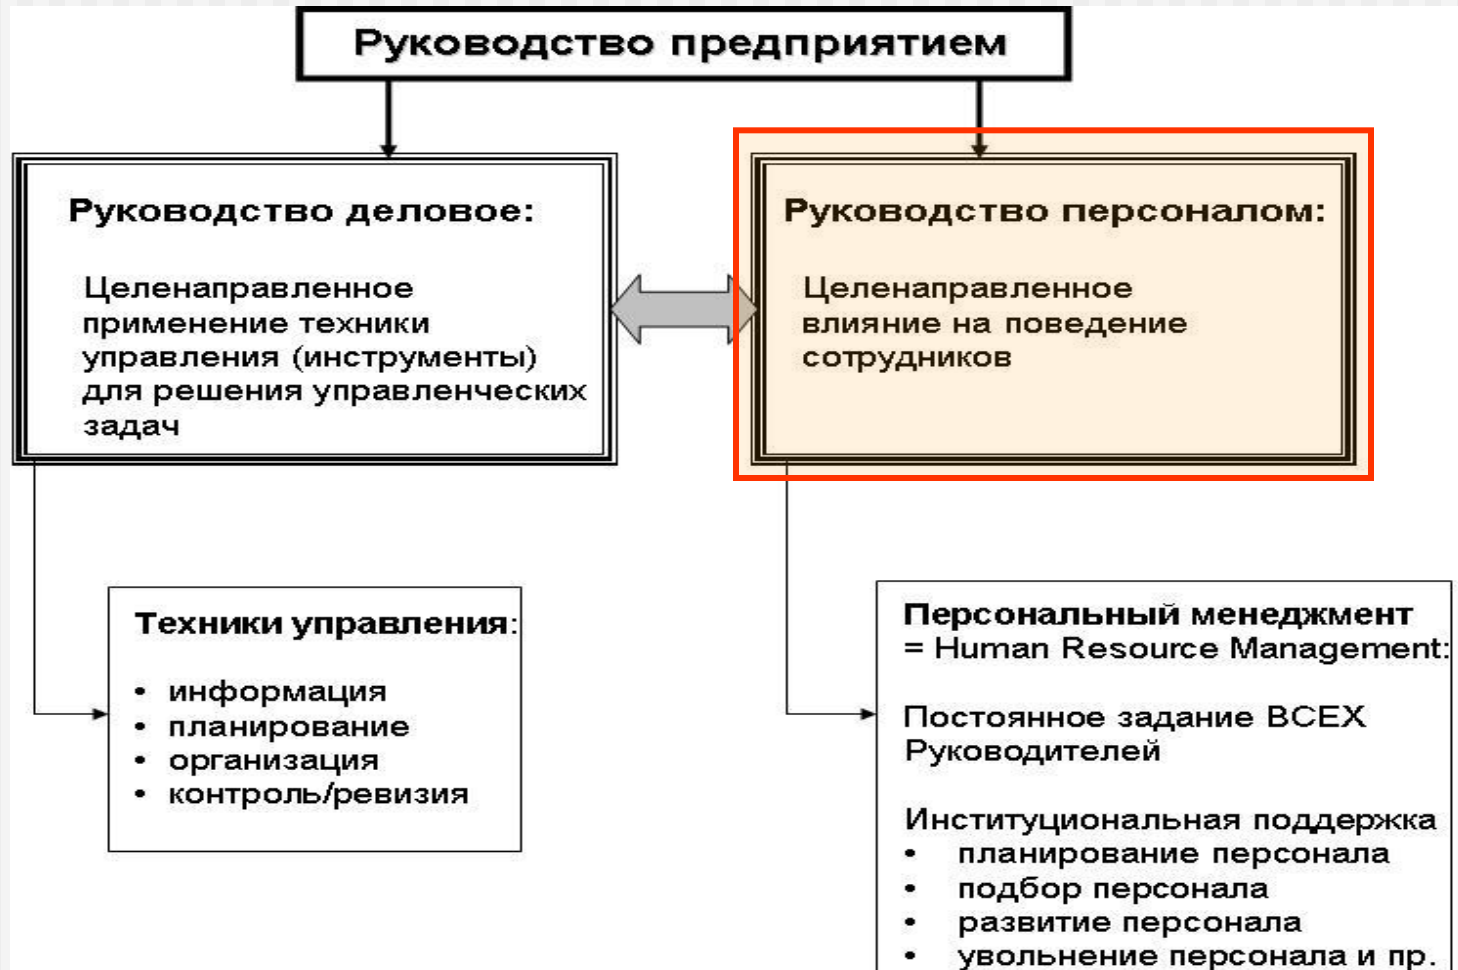 Руководство предприятием
Руководство деловое:
Целенаправленное
применение техники
управления (инструменты)
для решения управленческих
задач
Руководство персоналом:
Целенаправленное
влияние на поведение
сотрудников
Техники управления:
• информация
• планирование
• организация
• контроль/ревизия
Персональный менеджмент
= Human Resource Management:
Постоянное задание ВСЕХ
Руководителей
Институциональная поддержка
• планирование персонала
• подбор персонала
• развитие персонала
• увольнение персонала и пр.